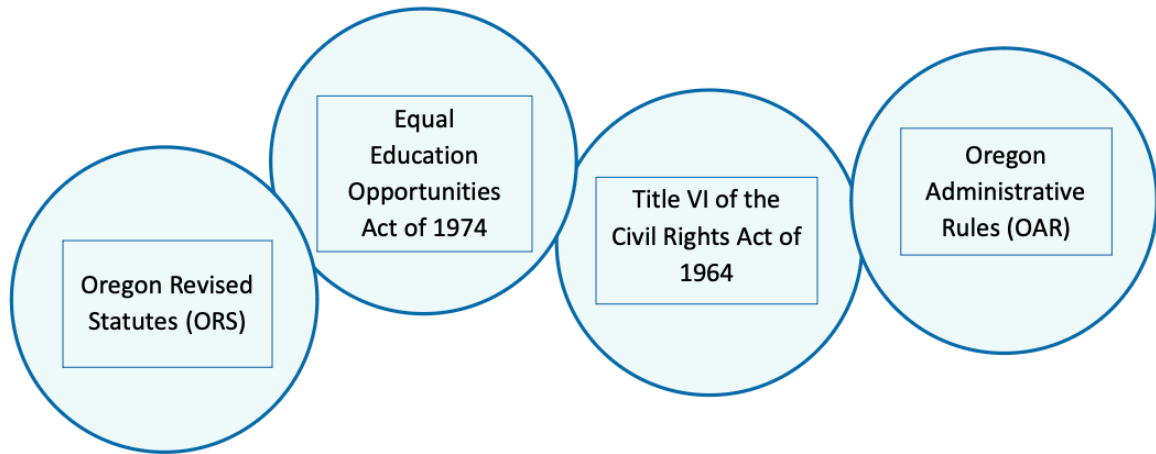 Oregon Revised
Statutes (ORS)
Equal
Education
Opportunities
Act of 1974
Title VI of the
Civil Rights Act of
1964
Oregon
Administrative
Rules (OAR)